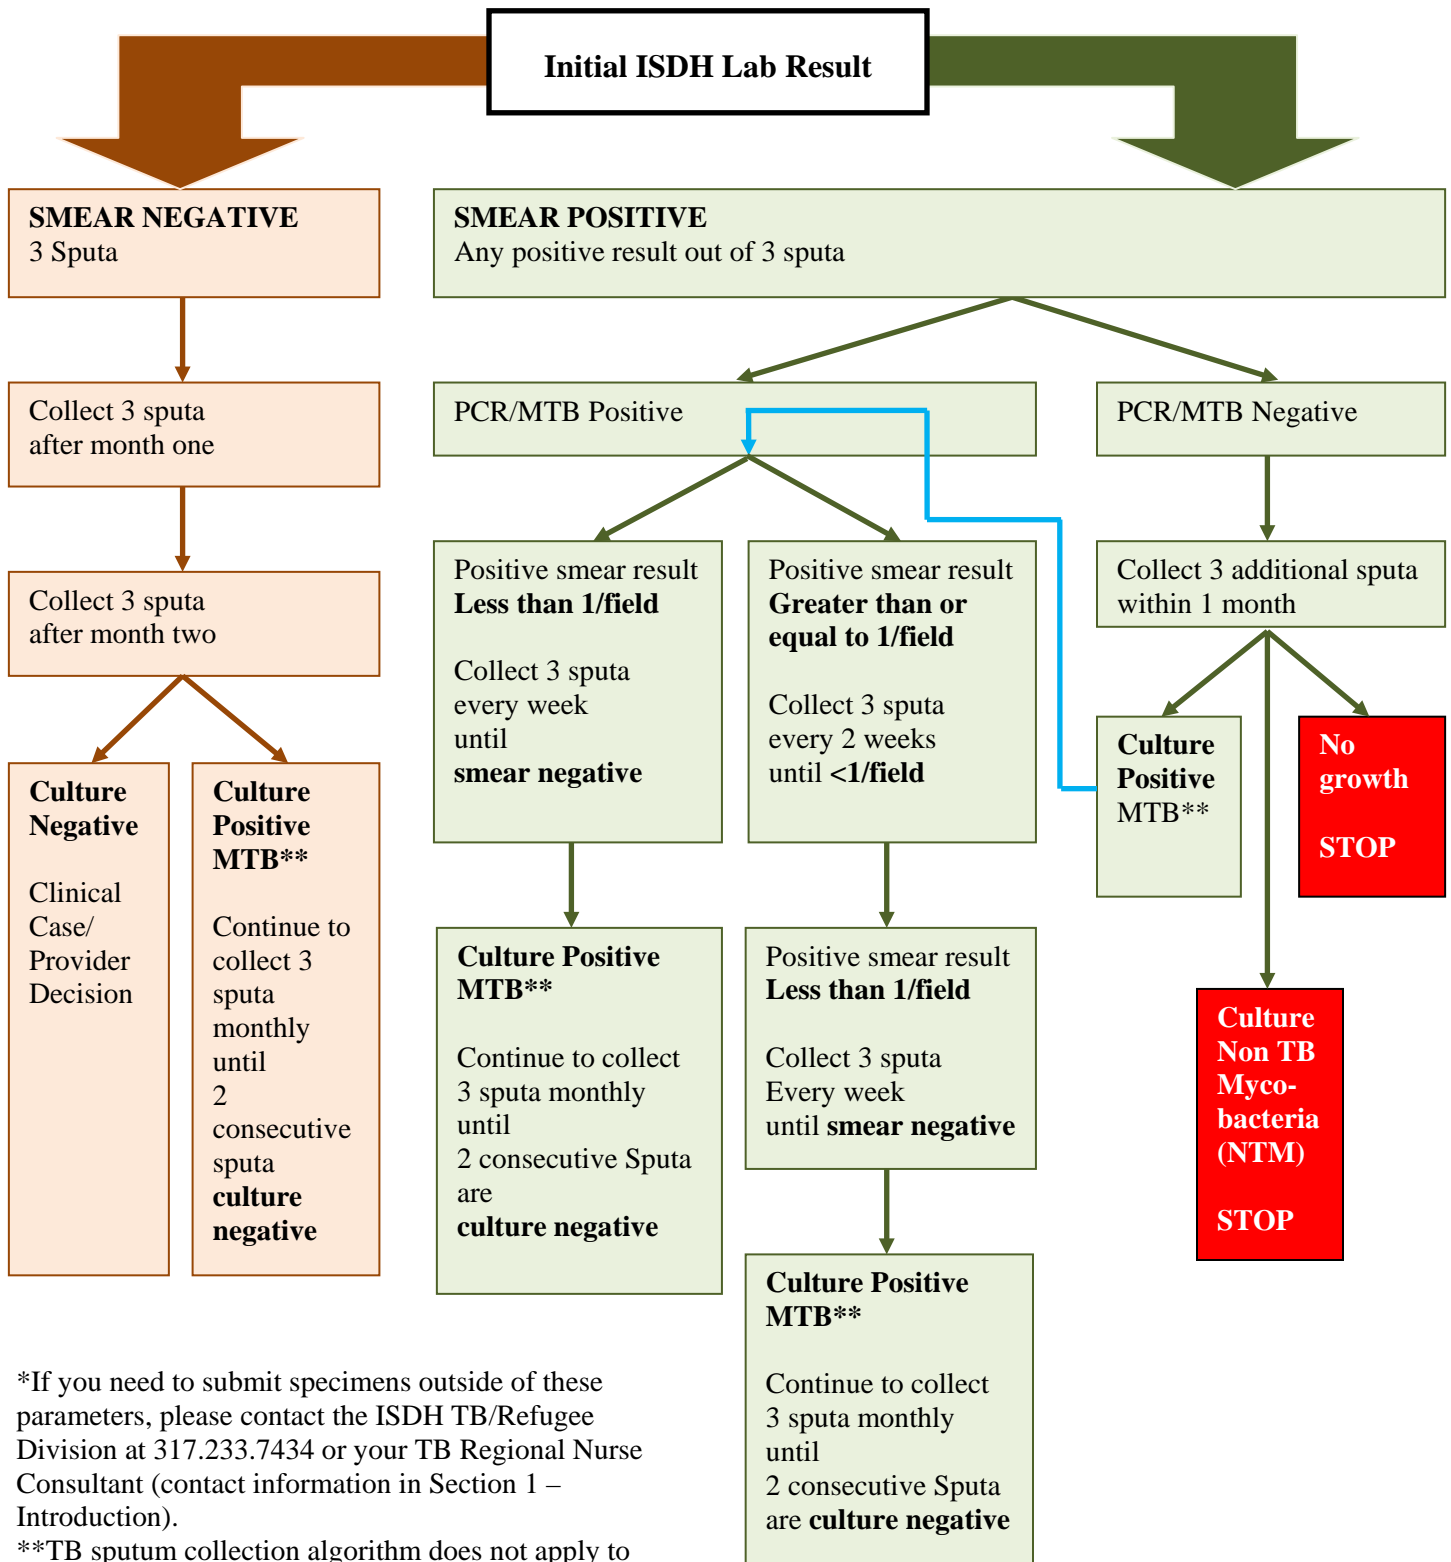 Initial ISDH Lab Result
SMEAR NEGATIVE
3 Sputa
SMEAR POSITIVE
Any positive result out of 3 sputa
Collect 3 sputa
after month one
PCR/MTB Positive
PCR/MTB Negative
Collect 3 sputa
after month two
Positive smear result
Less than 1/field
Collect 3 sputa
every week
until
smear negative
Positive smear result
Greater than or
equal to 1/field
Collect 3 sputa
every 2 weeks
until <1/field
Collect 3 additional sputa
within 1 month
Culture
Negative
Clinical
Case/
Provider
Decision
Culture
Positive
MTB**
Continue to
collect 3
sputa
monthly
until
2
consecutive
sputa
culture
negative
Culture Positive
MTB**
Continue to collect
3 sputa monthly
until
2 consecutive Sputa
are
culture negative
Positive smear result
Less than 1/field
Collect 3 sputa
Every week
until smear negative
Culture
Positive
MTB**
No
growth
STOP
Culture
Non TB
Myco-
bacteria
(NTM)
STOP
Culture Positive
MTB**
Continue to collect
3 sputa monthly
until
2 consecutive Sputa
are culture negative
*If you need to submit specimens outside of these
parameters, please contact the ISDH TB/Refugee
Division at 317.233.7434 or your TB Regional Nurse
Consultant (contact information in Section 1 –
Introduction).
**TB sputum collection algorithm does not apply to